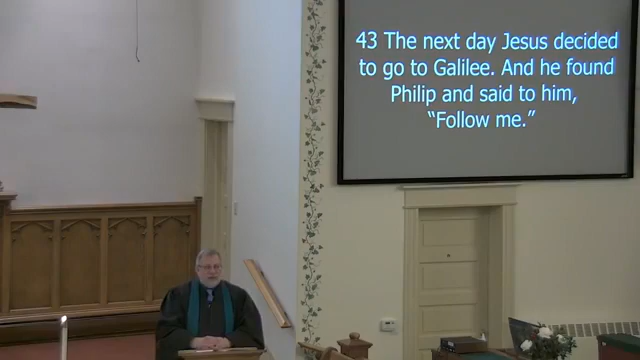 43 The next day Jesus decided
to go to Galilee. And he found
Philip and said to him,
“Follow me.”